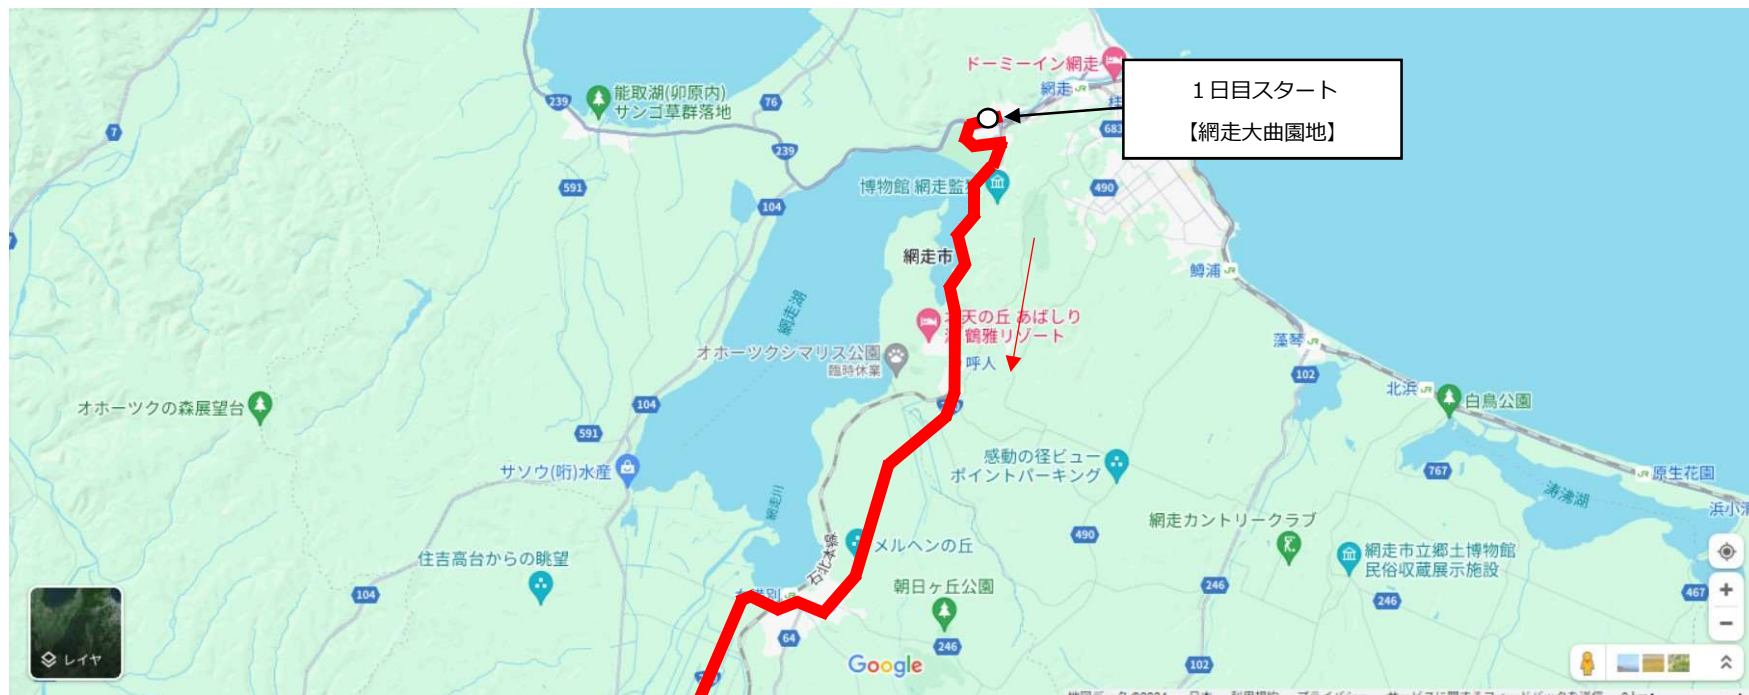 ドーミーイン網走
網走
1日目スタート
【網走大曲園地】
能取湖(卯原内)
サンゴ草群落地
239
76
7
683
239
591
博物館 網走監
490
104
網走市
鱒浦
網走湖
天の丘 あばしり
鶴雅リゾート
オホーツクシマリス公園
臨時休業
呼人
藻琴
102
北浜
白鳥公園
オホーツクの森展望台
104
591
サソウ(哘)水産
感動の径ビュー
ポイントパーキング
767
原生花園
濤沸湖
網走川
490
網走カントリークラブ
メルヘンの丘
石北本線
住吉高台からの眺望
網走市立郷土博物館
民俗収蔵展示施設
朝日ヶ丘公園
104
246
246
467
64
246
102
レイヤ
Google